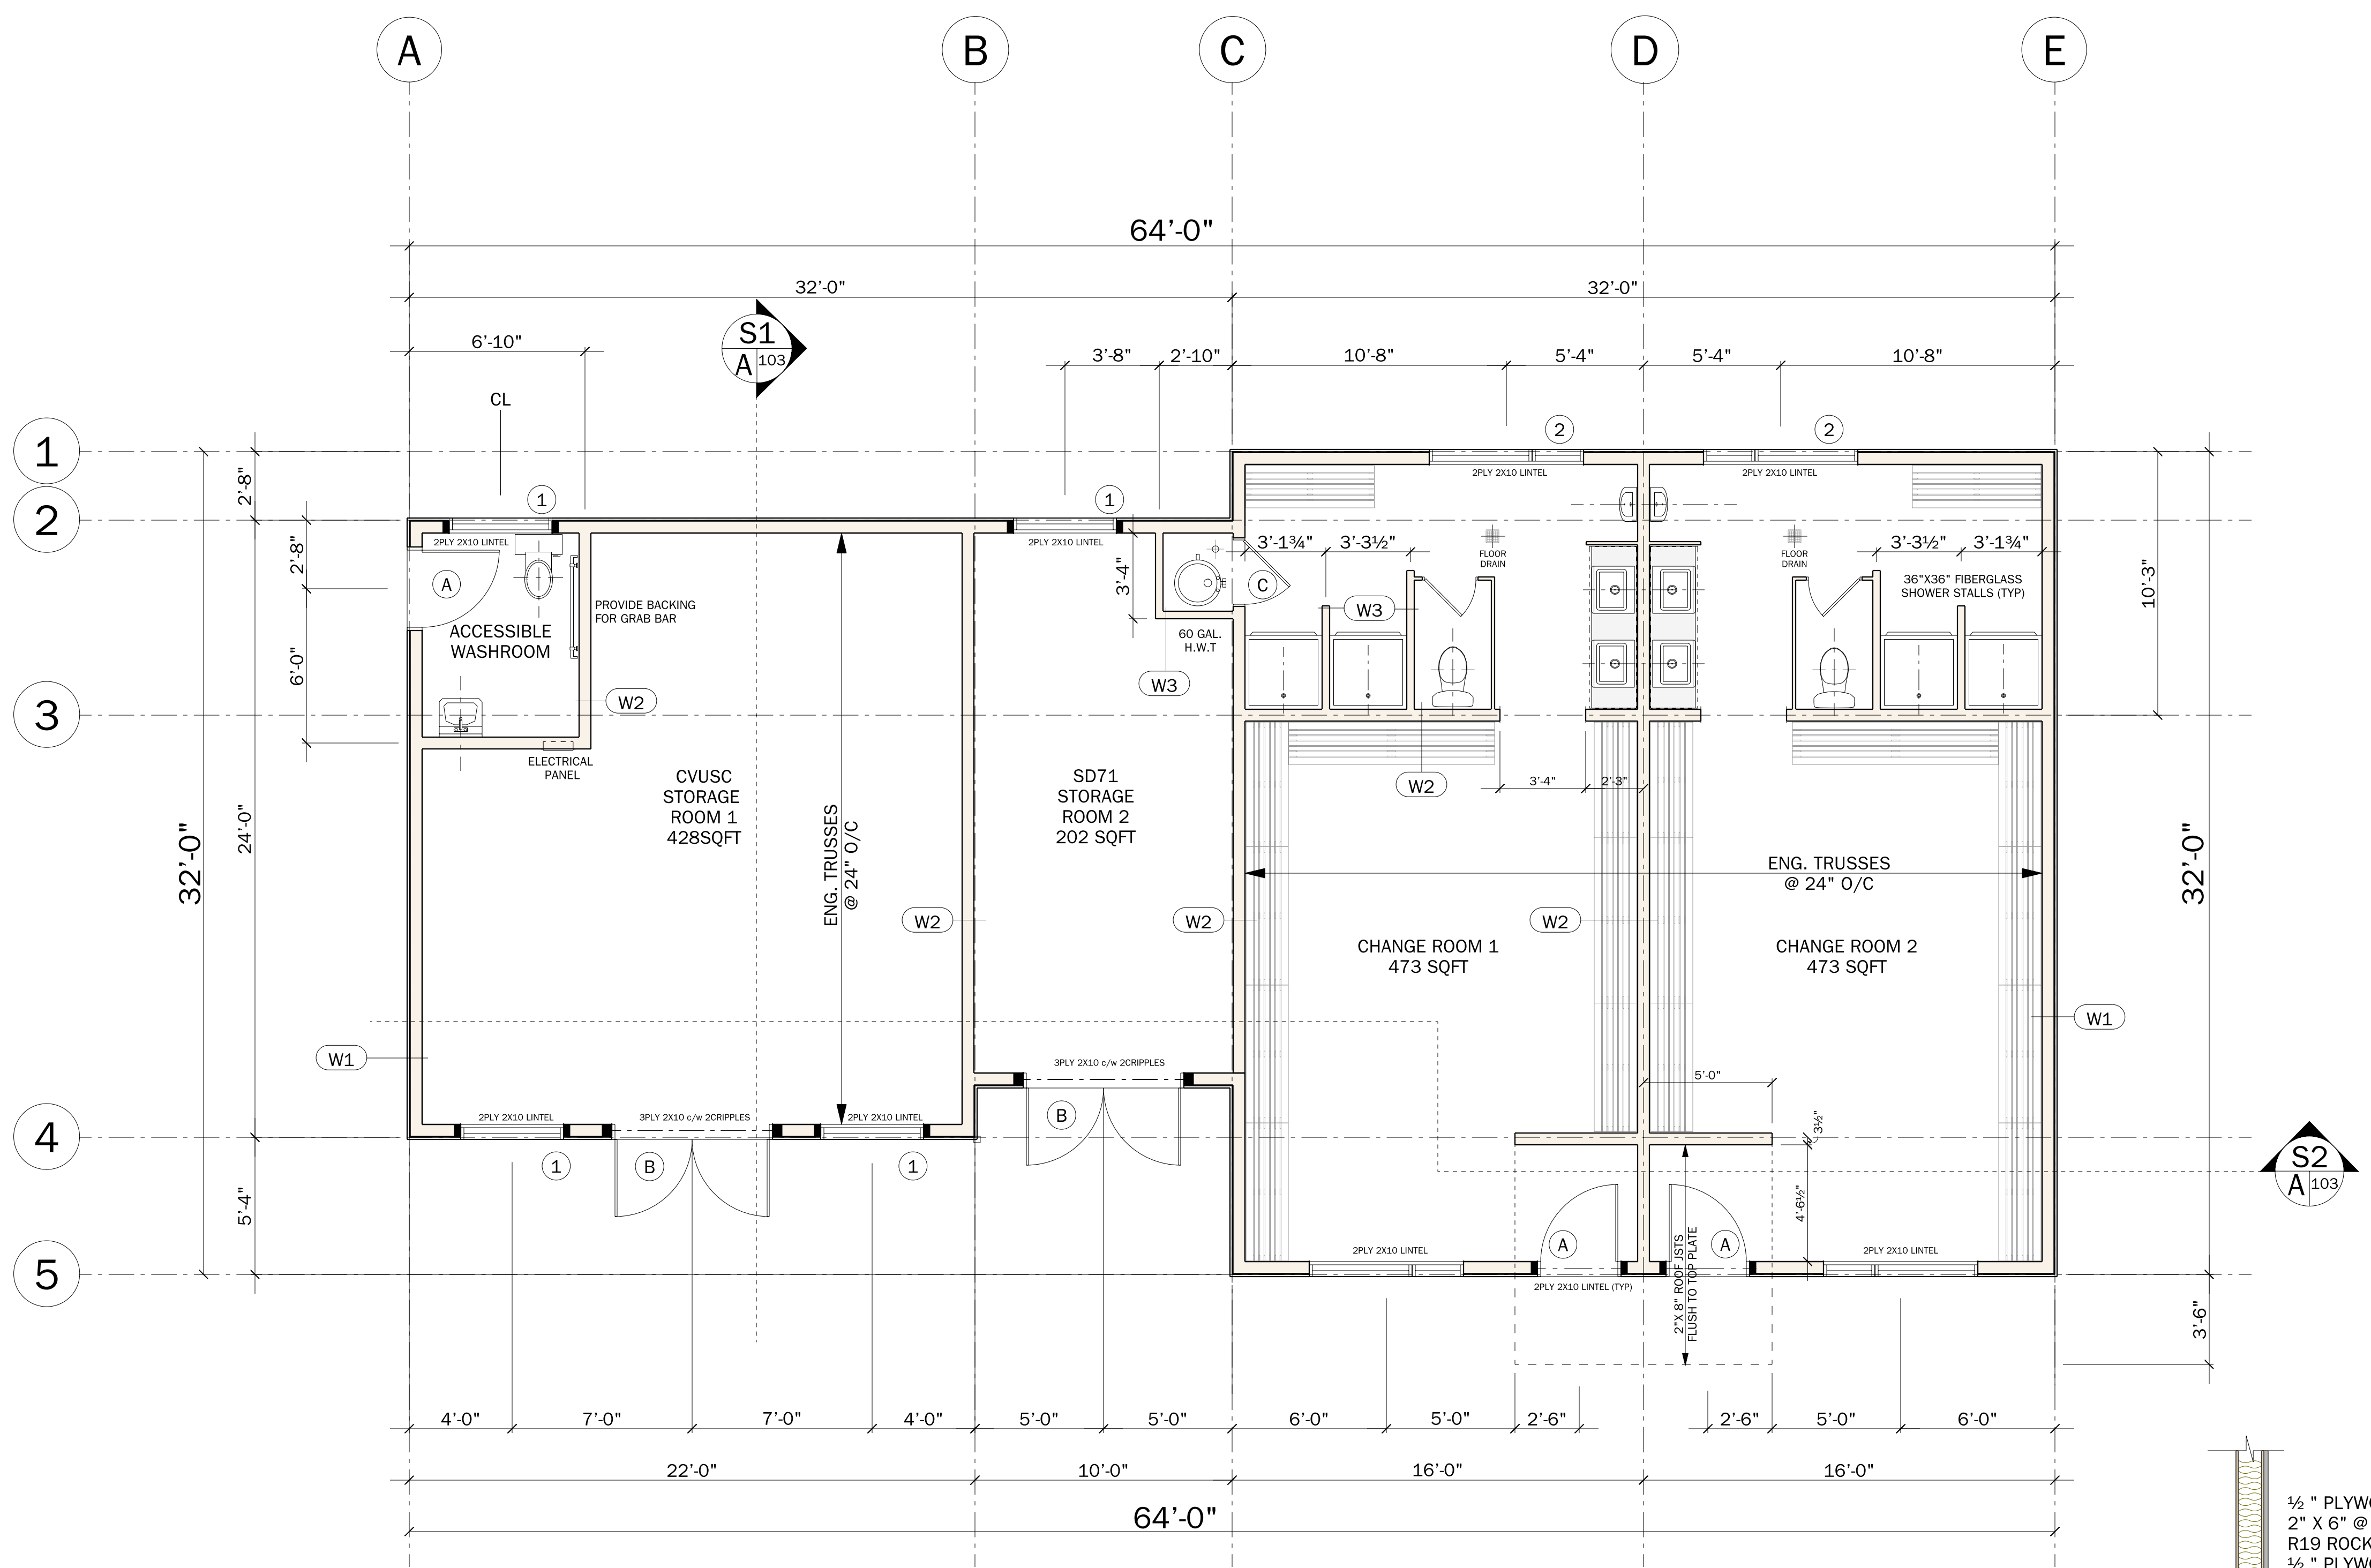 A B C D E
64'-0"
32'-0" 32'-0"
6'-10"
S1
A 103
3'-8" 2'-10" 10'-8" 5'-4" 5'-4" 10'-8"
CL
1
2
3
4
5
2'-8"
24'-0"
5'-4"
32'-0"
2'-8"
6'-0"
1
1
2
2
2PLY 2X10 LINTEL
2PLY 2X10 LINTEL
2PLY 2X10 LINTEL
2PLY 2X10 LINTEL
A
ACCESSIBLE
WASHROOM
PROVIDE BACKING
FOR GRAB BAR
W2
ELECTRICAL
PANEL
3'-4"
C
60 GAL.
H.W.T
W3
3'-1¾" 3'-3½"
W3
FLOOR
DRAIN
FLOOR
DRAIN
3'-3½" 3'-1¾"
36"X36" FIBERGLASS
SHOWER STALLS (TYP)
10'-3"
CVUSC
STORAGE
ROOM 1
428SQFT
ENG. TRUSSES
@ 24" O/C
SD71
STORAGE
ROOM 2
202 SQFT
W2
3'-4" 2'-3"
ENG. TRUSSES
@ 24" O/C
32'-0"
W2
W2
W2
CHANGE ROOM 1
473 SQFT
CHANGE ROOM 2
473 SQFT
W1
W1
3PLY 2X10 c/w 2CRIPPLES
5'-0"
2PLY 2X10 LINTEL
3PLY 2X10 c/w 2CRIPPLES
2PLY 2X10 LINTEL
B
1
B
1
3½"
4'-6½"
S2
A 103
2"X 8" ROOF JSTS
FLUSH TO TOP PLATE
A
A
2PLY 2X10 LINTEL
2PLY 2X10 LINTEL
2PLY 2X10 LINTEL (TYP)
3'-6"
4'-0" 7'-0" 7'-0" 4'-0" 5'-0" 5'-0" 6'-0" 5'-0" 2'-6" 2'-6" 5'-0" 6'-0"
22'-0" 10'-0" 16'-0" 16'-0"
64'-0"
½ " PLYW
2" X 6" @
R19 ROCK
½ " PLYW